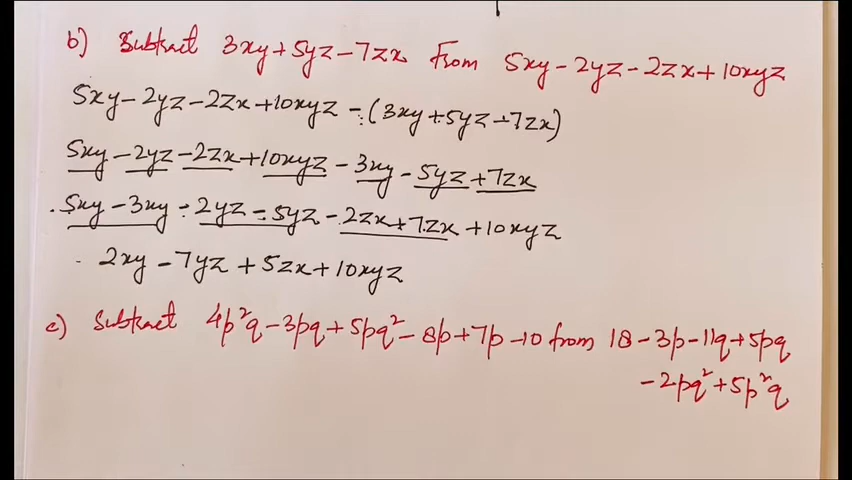 b) Subtract 3xy+5yz-7zx From 5xy-2yz-2zx+10xyz
5xy-2yz-2zx+10xyz-(3xy+5yz+7zx)
5xy-2yz-2zx+10xyz-3xy-5yz+7zx
5xy-3xy-2yz-5yz-2zx+7zx+10xyz
2xy-7yz+5zx+10xyz
c) Subtract 4p²q-3pq+5pq²-8p+7p-10 from 18-3p-11q+5pq
-2pq²+5p²q